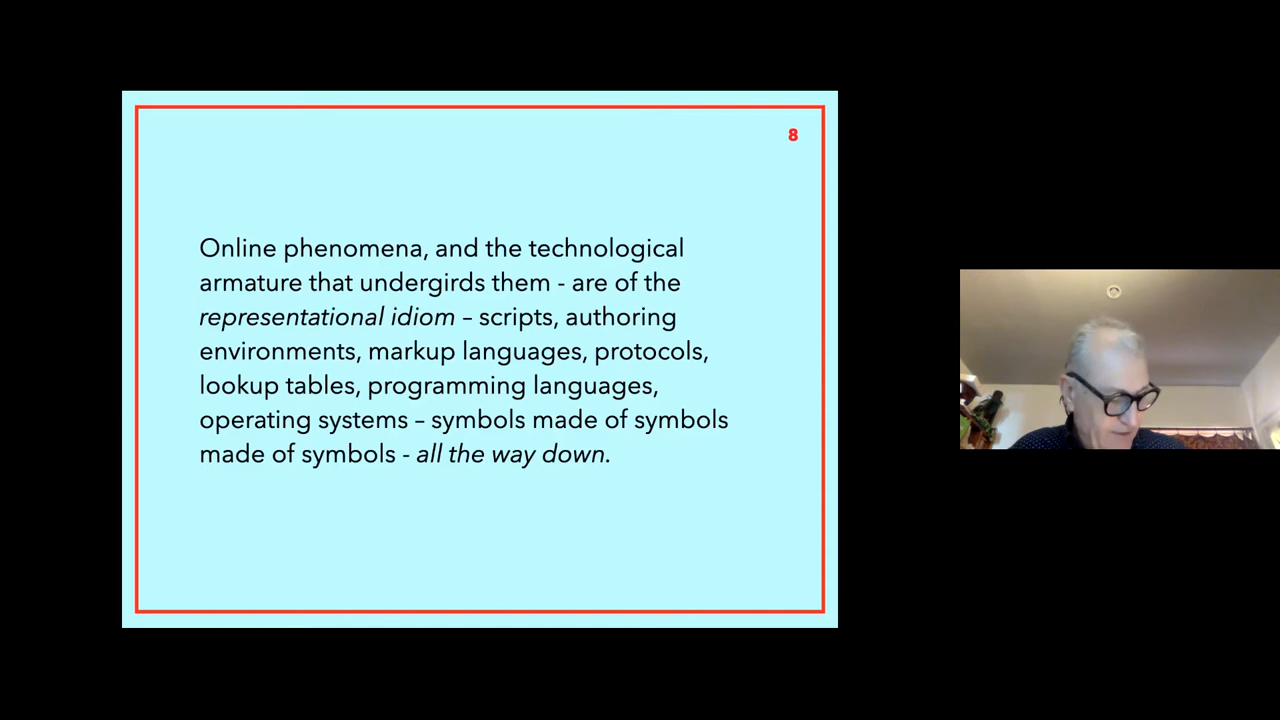 8
Online phenomena, and the technological
armature that undergirds them - are of the
representational idiom – scripts, authoring
environments, markup languages, protocols,
lookup tables, programming languages,
operating systems – symbols made of symbols
made of symbols - all the way down.